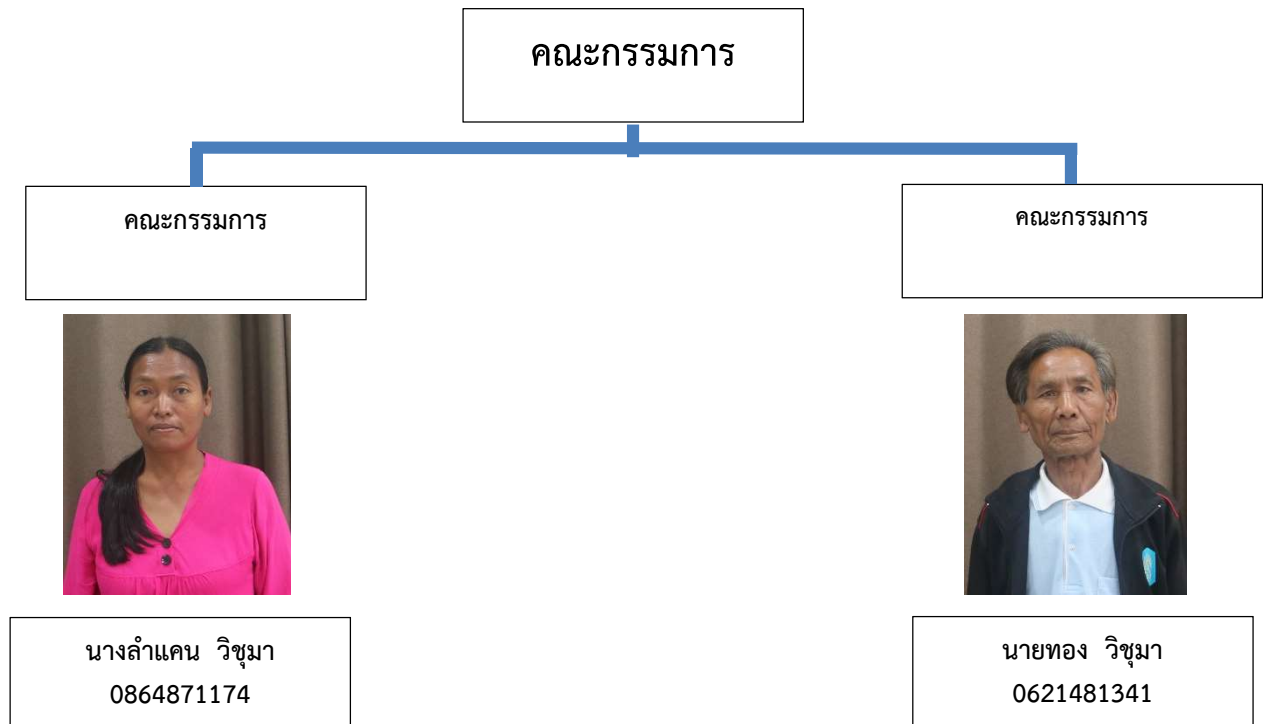 คณะกรรมการ
คณะกรรมการ
คณะกรรมการ
นางลำแคน วิชุมา
0864871174
นายทอง วิชุมา
0621481341